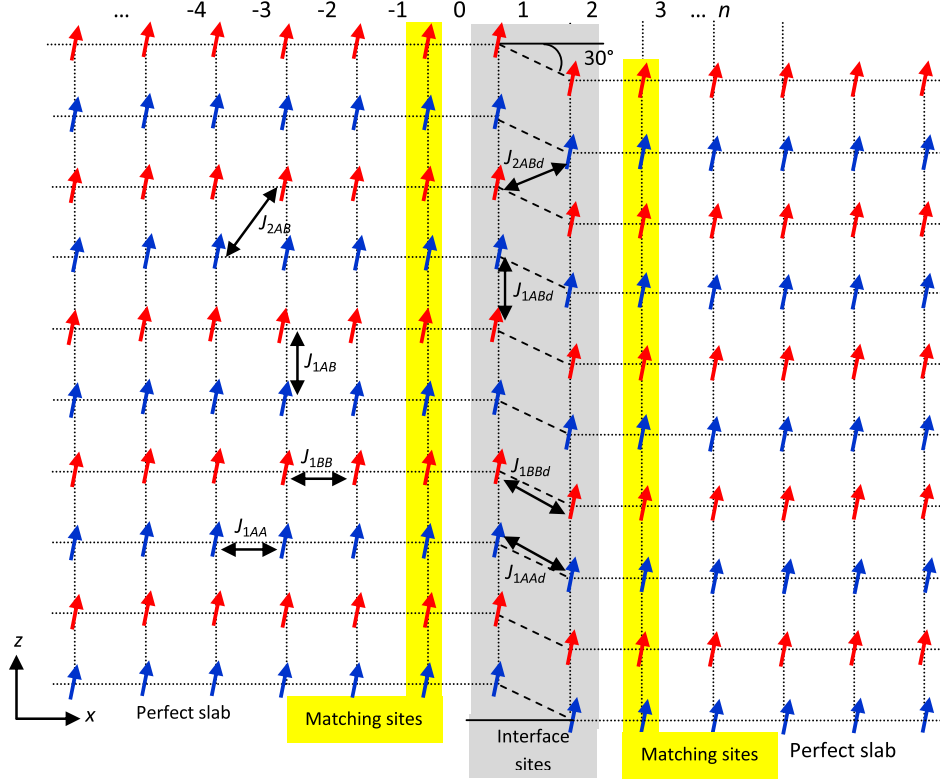 ... -4 -3 -2 -1 0 1 2 3 ... n
30°
J2ABd
J2AB
J1ABd
J1AB
J1BB
J1BBd
J1AA
J1AAd
z
x
Perfect slab
Matching sites
Interface
sites
Matching sites
Perfect slab